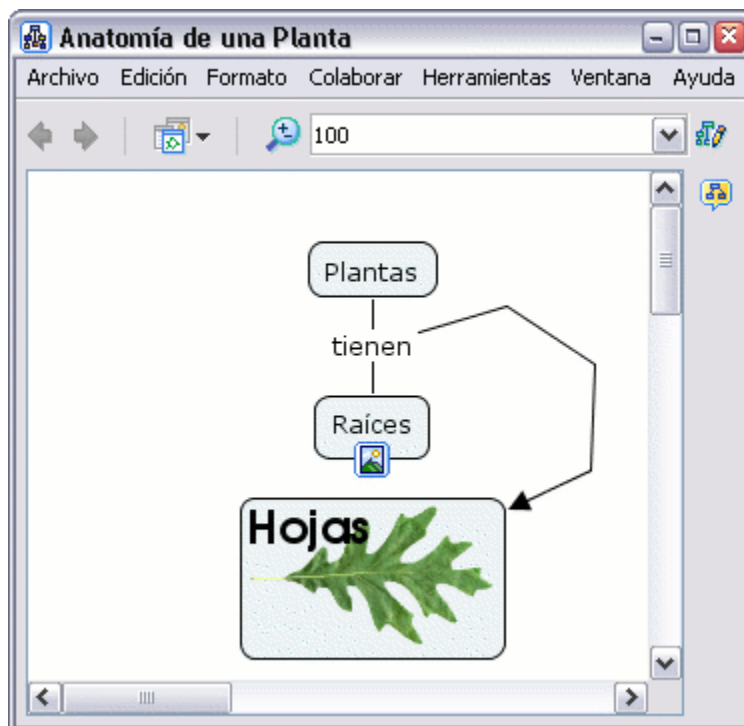 Anatomía de una Planta
Archivo Edición Formato Colaborar Herramientas Ventana Ayuda
100
Plantas
tienen
Raíces
Hojas